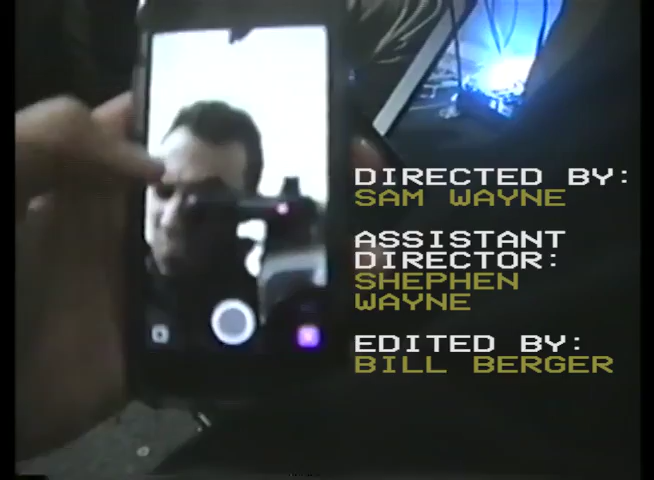 DIRECTED BY:
SAM WAYNE
ASSISTANT
DIRECTOR:
SHEPHEN
WAYNE
EDITED BY:
BILL BERGER